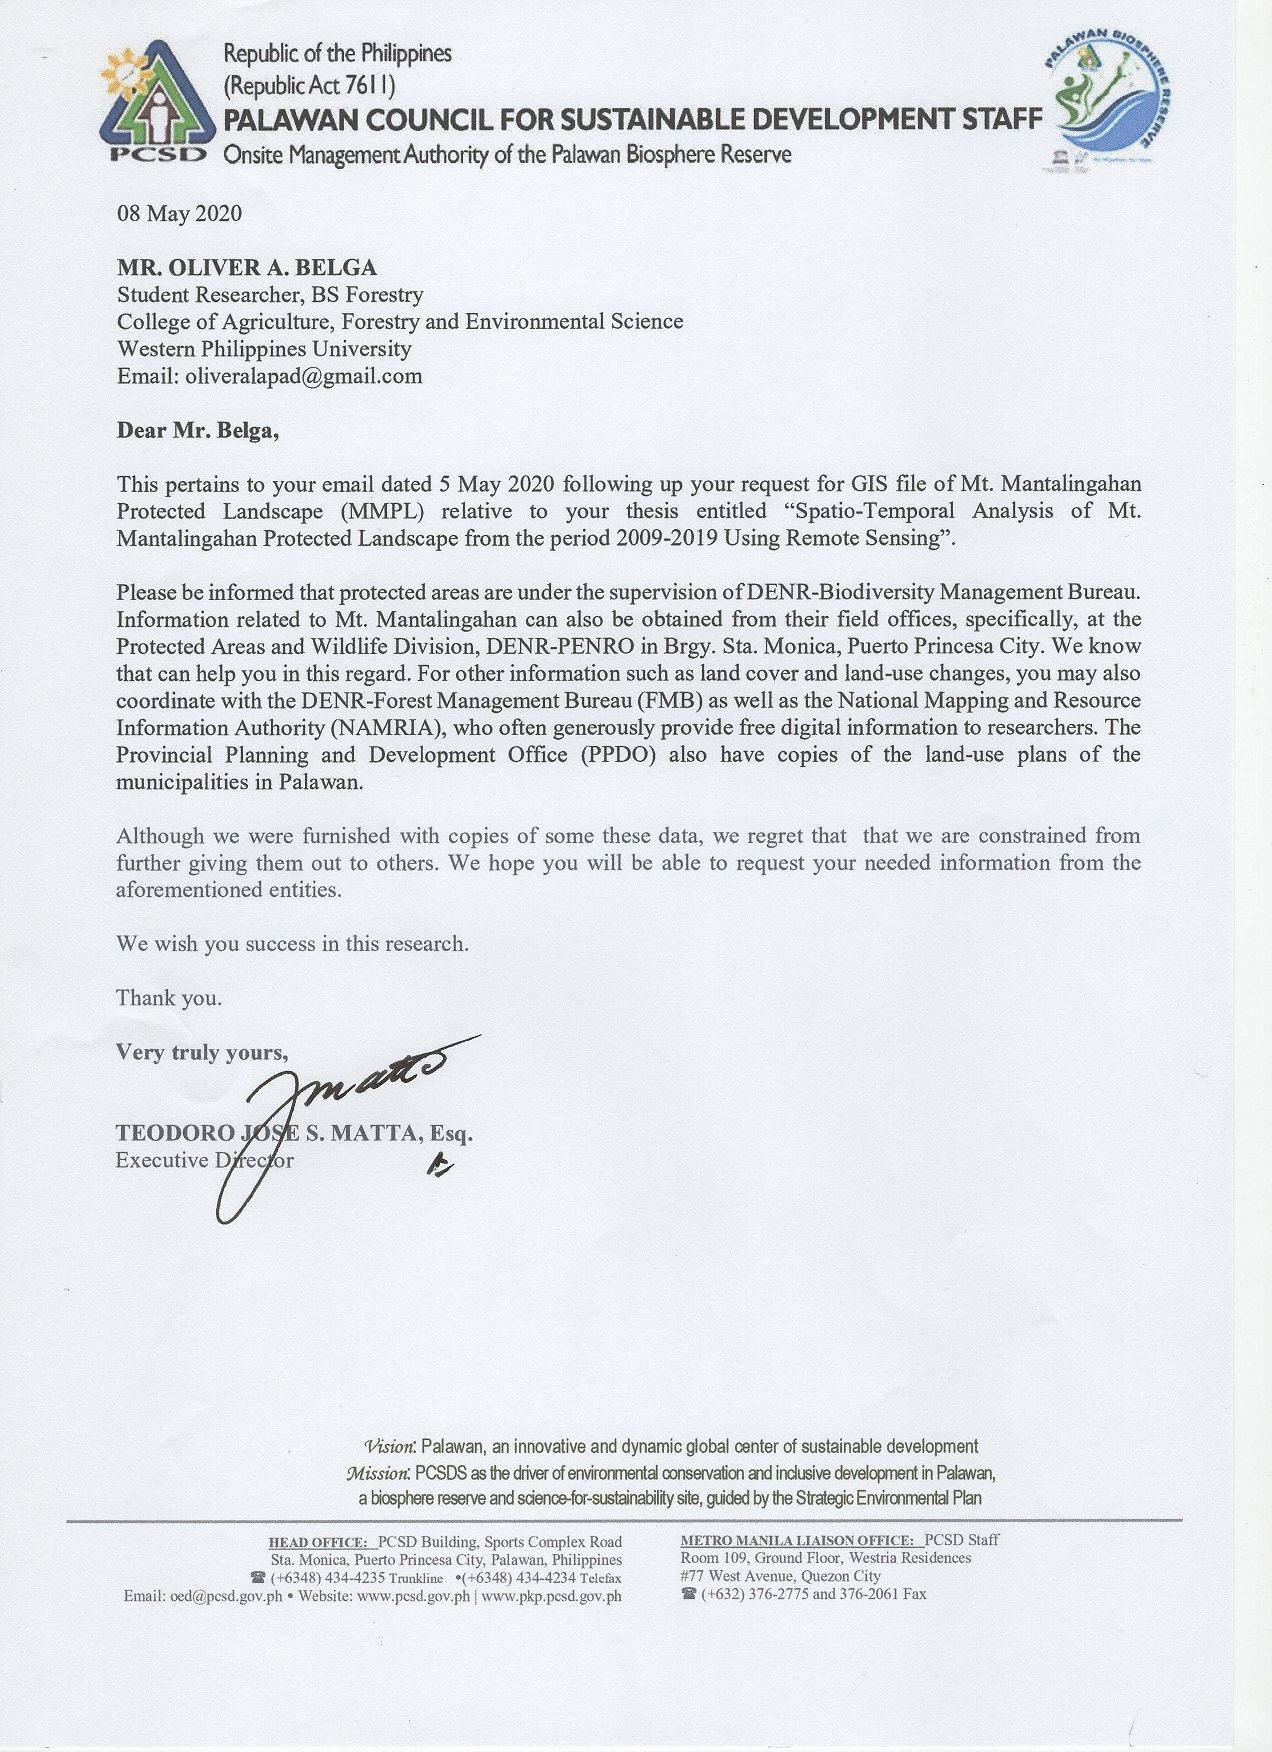 Republic of the Philippines
(Republic Act 7611)
PALAWAN COUNCIL FOR SUSTAINABLE DEVELOPMENT STAFF
PCSD
Onsite Management Authority of the Palawan Biosphere Reserve
PALAWAN BIOSPHERE RESERVE
08 May 2020
MR. OLIVER A. BELGA
Student Researcher, BS Forestry
College of Agriculture, Forestry and Environmental Science
Western Philippines University
Email: oliveralapad@gmail.com
Dear Mr. Belga,
This pertains to your email dated 5 May 2020 following up your request for GIS file of Mt. Mantalingahan
Protected Landscape (MMPL) relative to your thesis entitled “Spatio-Temporal Analysis of Mt.
Mantalingahan Protected Landscape from the period 2009-2019 Using Remote Sensing”.
Please be informed that protected areas are under the supervision of DENR-Biodiversity Management Bureau.
Information related to Mt. Mantalingahan can also be obtained from their field offices, specifically, at the
Protected Areas and Wildlife Division, DENR-PENRO in Brgy. Sta. Monica, Puerto Princesa City. We know
that can help you in this regard. For other information such as land cover and land-use changes, you may also
coordinate with the DENR-Forest Management Bureau (FMB) as well as the National Mapping and Resource
Information Authority (NAMRIA), who often generously provide free digital information to researchers. The
Provincial Planning and Development Office (PPDO) also have copies of the land-use plans of the
municipalities in Palawan.
Although we were furnished with copies of some these data, we regret that that we are constrained from
further giving them out to others. We hope you will be able to request your needed information from the
aforementioned entities.
We wish you success in this research.
Thank you.
Very truly yours,
TEODORO JOSE S. MATTA, Esq.
Executive Director
Vision: Palawan, an innovative and dynamic global center of sustainable development
Mission: PCSDS as the driver of environmental conservation and inclusive development in Palawan,
a biosphere reserve and science-for-sustainability site, guided by the Strategic Environmental Plan
HEAD OFFICE: PCSD Building, Sports Complex Road
Sta. Monica, Puerto Princesa City, Palawan, Philippines
☎ (+6348) 434-4235 Trunkline •(+6348) 434-4234 Telefax
Email: oed@pcsd.gov.ph • Website: www.pcsd.gov.ph | www.pkp.pcsd.gov.ph
METRO MANILA LIAISON OFFICE: PCSD Staff
Room 109, Ground Floor, Westria Residences
#77 West Avenue, Quezon City
☎ (+632) 376-2775 and 376-2061 Fax